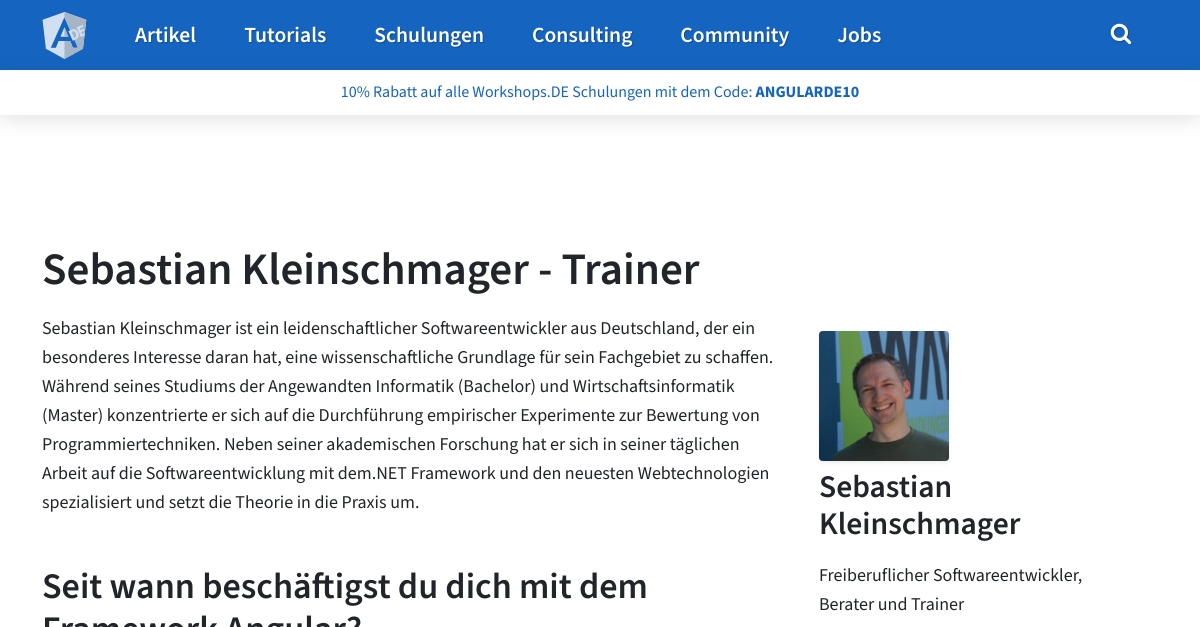 A DE
Artikel
Tutorials
Schulungen
Consulting
Community
Jobs
10% Rabatt auf alle Workshops.DE Schulungen mit dem Code: ANGULARDE10
Sebastian Kleinschmager - Trainer
Sebastian Kleinschmager ist ein leidenschaftlicher Softwareentwickler aus Deutschland, der ein
besonderes Interesse daran hat, eine wissenschaftliche Grundlage für sein Fachgebiet zu schaffen.
Während seines Studiums der Angewandten Informatik (Bachelor) und Wirtschaftsinformatik
(Master) konzentrierte er sich auf die Durchführung empirischer Experimente zur Bewertung von
Programmiertechniken. Neben seiner akademischen Forschung hat er sich in seiner täglichen
Arbeit auf die Softwareentwicklung mit dem.NET Framework und den neuesten Webtechnologien
spezialisiert und setzt die Theorie in die Praxis um.
Seit wann beschäftigst du dich mit dem
Framework Angular?
Sebastian
Kleinschmager
Freiberuflicher Softwareentwickler,
Berater und Trainer